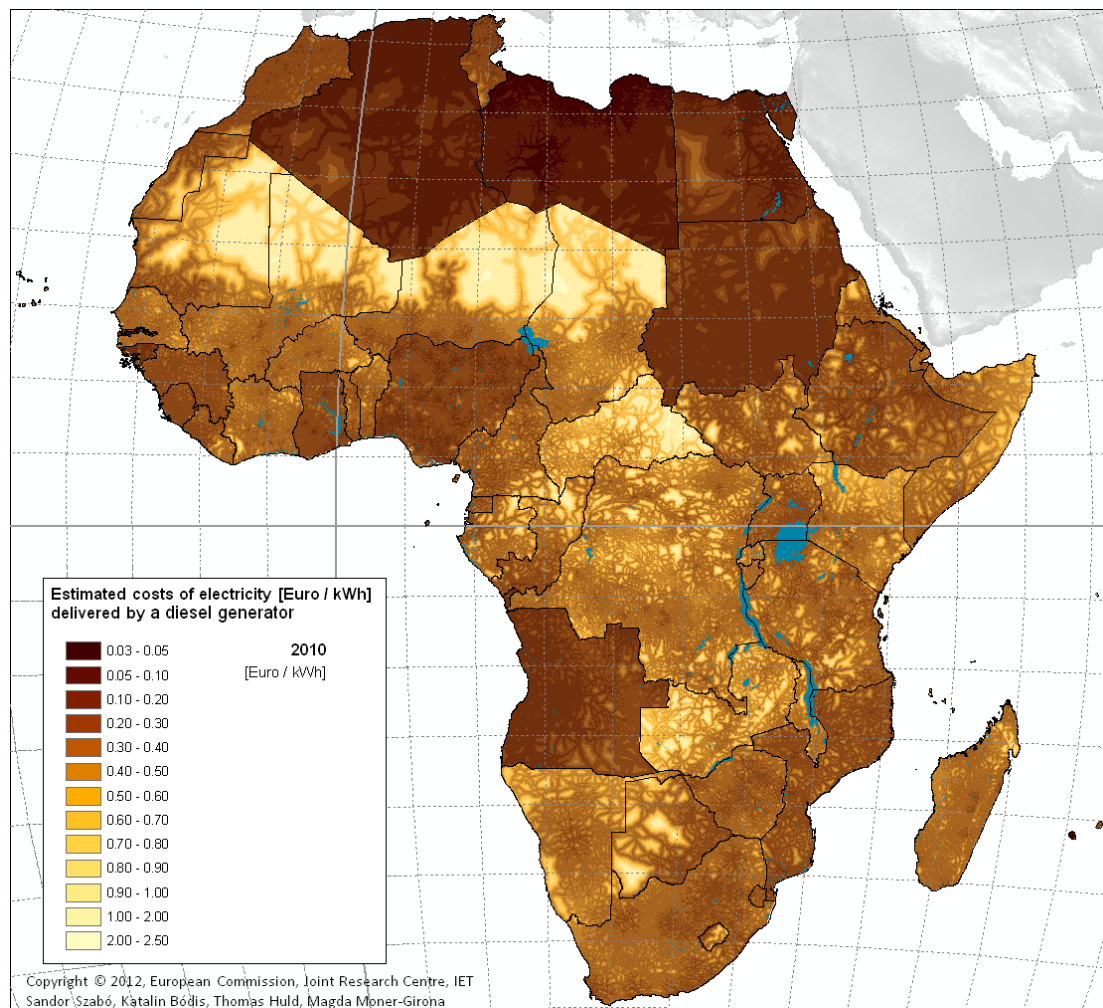 Estimated costs of electricity [Euro / kWh]
delivered by a diesel generator
2010
[Euro / kWh]
0.03 - 0.05
0.05 - 0.10
0.10 - 0.20
0.20 - 0.30
0.30 - 0.40
0.40 - 0.50
0.50 - 0.60
0.60 - 0.70
0.70 - 0.80
0.80 - 0.90
0.90 - 1.00
1.00 - 2.00
2.00 - 2.50
Copyright © 2012, European Commission, Joint Research Centre, IET
Sandor Szabó, Katalin Bódis, Thomas Huld, Magda Moner-Girona